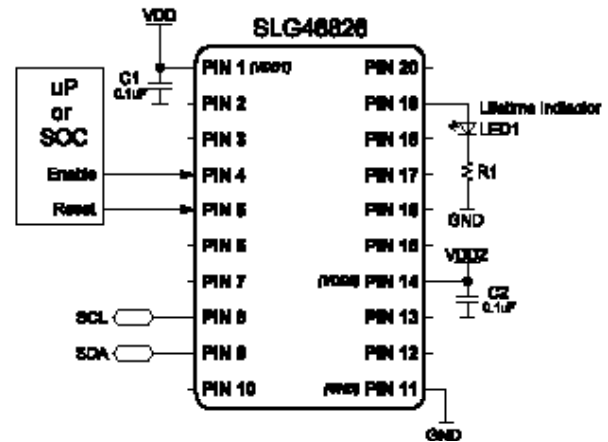 VDD
SLG46826
C1
0.1uF
PIN 1 (VDD)
PIN 20
uP
or
SOC
PIN 2
PIN 19
Lifetime Indicator
LED1
PIN 3
PIN 18
Enable
PIN 4
PIN 17
R1
Reset
PIN 5
PIN 16
GND
PIN 6
PIN 15
VDD2
PIN 7
(VDD2) PIN 14
C2
0.1uF
SCL
PIN 8
PIN 13
SDA
PIN 9
PIN 12
PIN 10
(GND) PIN 11
GND